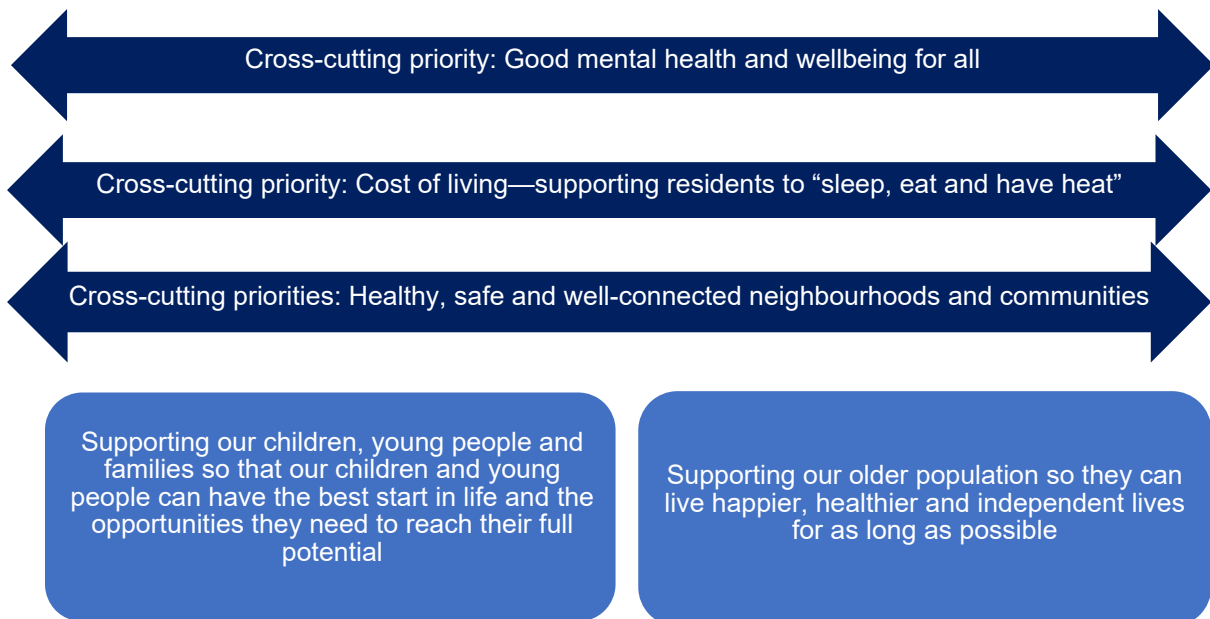 Cross-cutting priority: Good mental health and wellbeing for all
Cross-cutting priority: Cost of living—supporting residents to “sleep, eat and have heat”
Cross-cutting priorities: Healthy, safe and well-connected neighbourhoods and communities
Supporting our children, young people and
families so that our children and young
people can have the best start in life and the
opportunities they need to reach their full
potential
Supporting our older population so they can
live happier, healthier and independent lives
for as long as possible